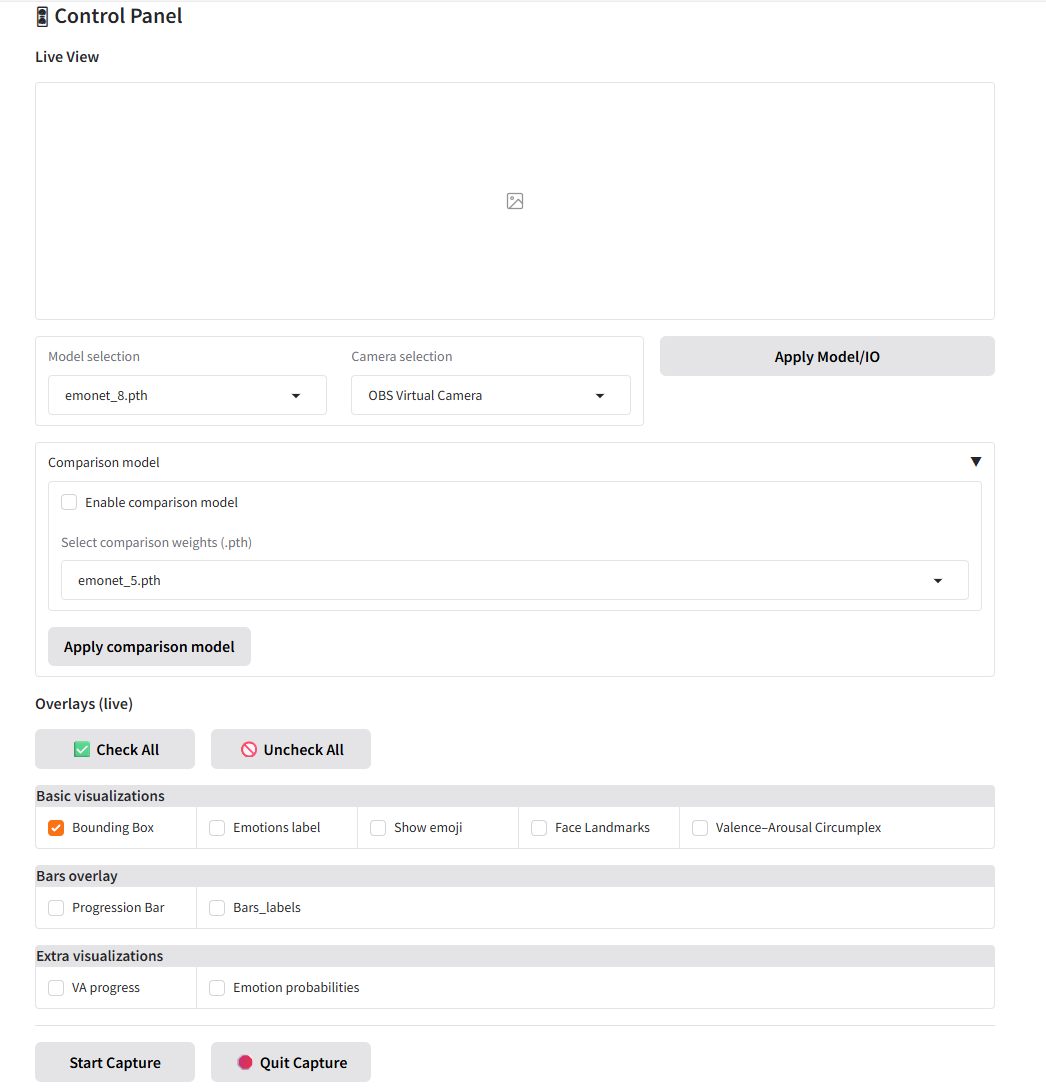 🎛 Control Panel
Live View
Model selection
Camera selection
Apply Model/IO
emonet_8.pth
OBS Virtual Camera
Comparison model
Enable comparison model
Select comparison weights (.pth)
emonet_5.pth
Apply comparison model
Overlays (live)
✅ Check All
🚫 Uncheck All
Basic visualizations
Bounding Box
Emotions label
Show emoji
Face Landmarks
Valence–Arousal Circumplex
Bars overlay
Progression Bar
Bars_labels
Extra visualizations
VA progress
Emotion probabilities
Start Capture
🛑 Quit Capture